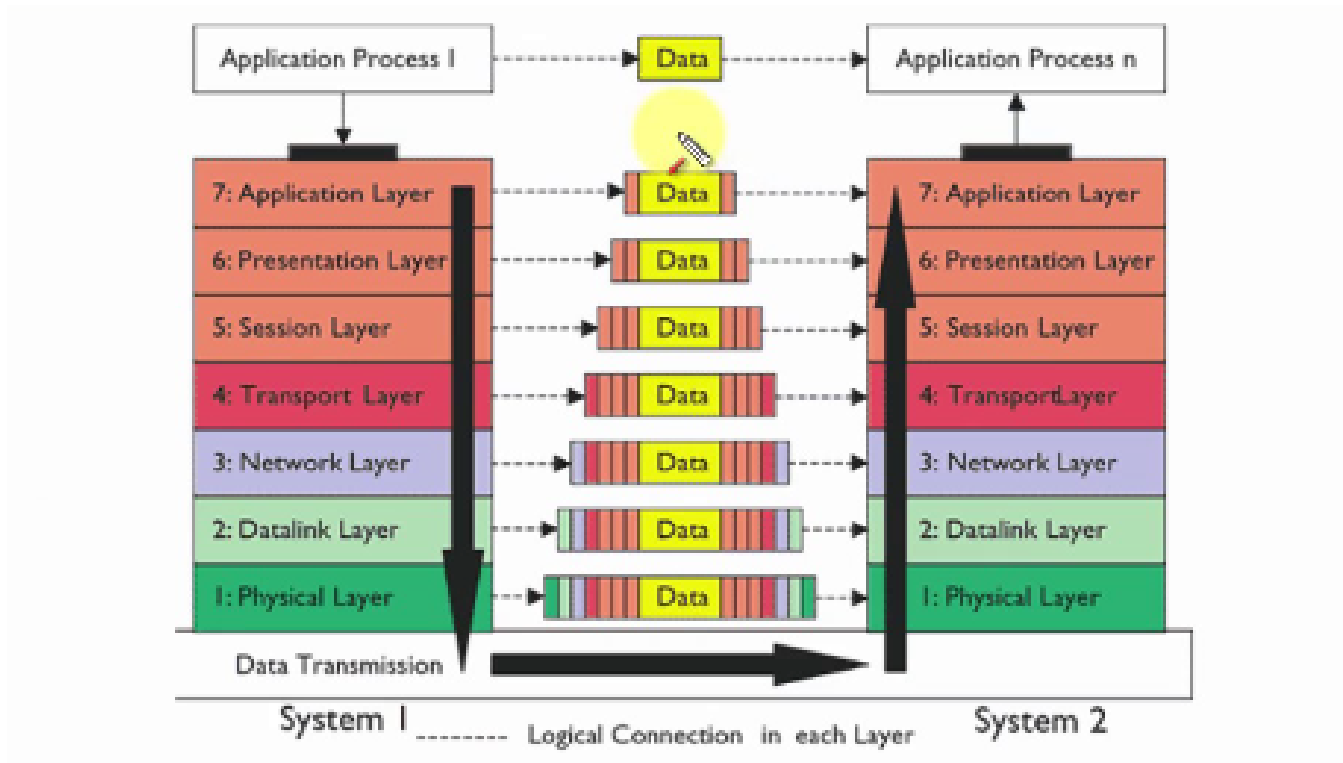 Application Process 1
Data
Application Process n
7: Application Layer
Data
7: Application Layer
6: Presentation Layer
Data
6: Presentation Layer
5: Session Layer
Data
5: Session Layer
4: Transport Layer
Data
4: TransportLayer
3: Network Layer
Data
3: Network Layer
2: Datalink Layer
Data
2: Datalink Layer
1: Physical Layer
Data
1: Physical Layer
Data Transmission
System 1
Logical Connection in each Layer
System 2